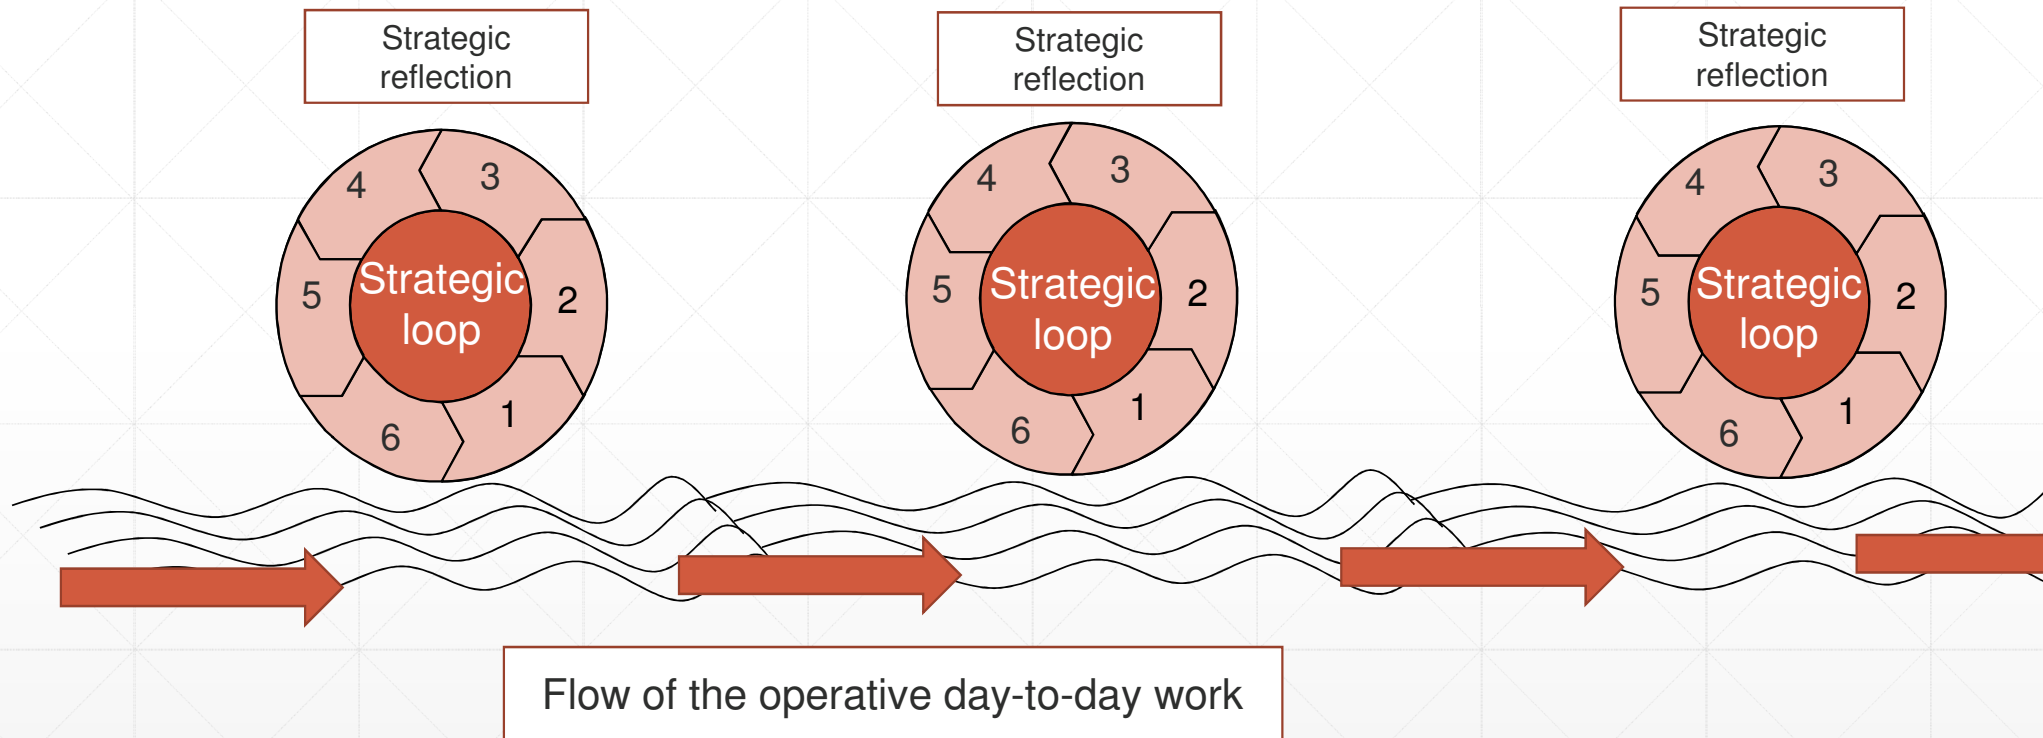 Strategic
reflection
Strategic
reflection
Strategic
reflection
4
3
5
Strategic
loop
2
6
1
4
3
5
Strategic
loop
2
6
1
4
3
5
Strategic
loop
2
6
1
Flow of the operative day-to-day work